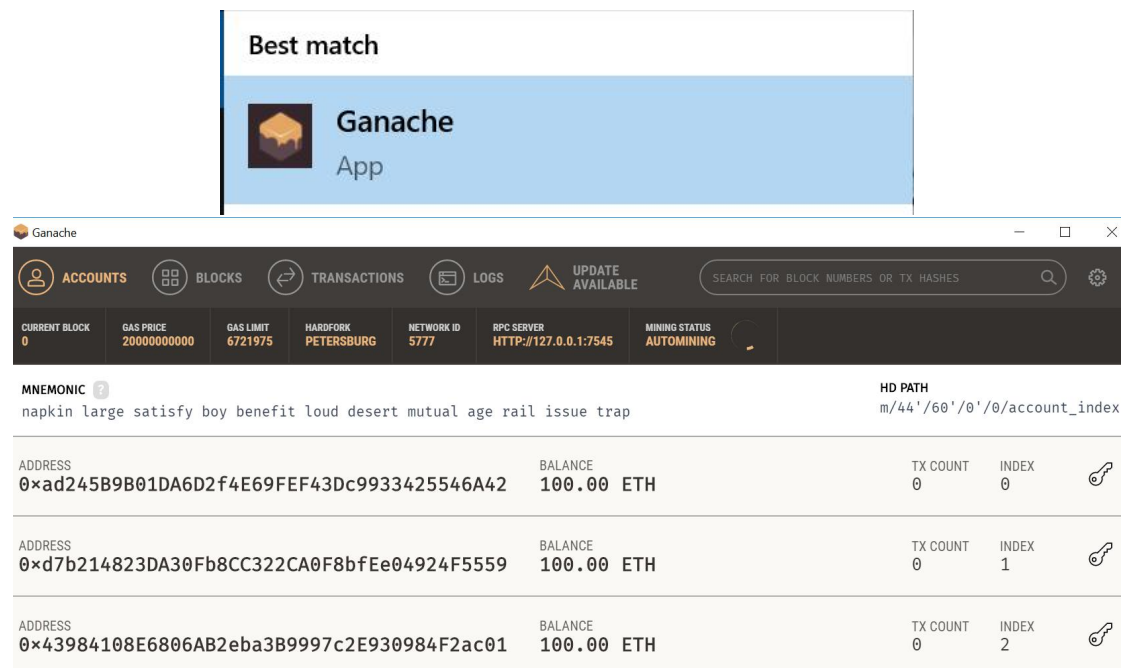 Best match
Ganache
App
Ganache
ACCOUNTS BLOCKS TRANSACTIONS LOGS UPDATE AVAILABLE SEARCH FOR BLOCK NUMBERS OR TX HASHES
CURRENT BLOCK GAS PRICE GAS LIMIT HARDFORK NETWORK ID RPC SERVER MINING STATUS
0 20000000000 6721975 PETERSBURG 5777 HTTP://127.0.0.1:7545 AUTOMINING
MNEMONIC ? HD PATH
napkin large satisfy boy benefit loud desert mutual age rail issue trap m/44'/60'/0'/0/account_index
ADDRESS BALANCE TX COUNT INDEX
0×ad245B9B01DA6D2f4E69FEF43Dc9933425546A42 100.00 ETH 0 0
ADDRESS BALANCE TX COUNT INDEX
0×d7b214823DA30Fb8CC322CA0F8bfEe04924F5559 100.00 ETH 0 1
ADDRESS BALANCE TX COUNT INDEX
0×43984108E6806AB2eba3B9997c2E930984F2ac01 100.00 ETH 0 2